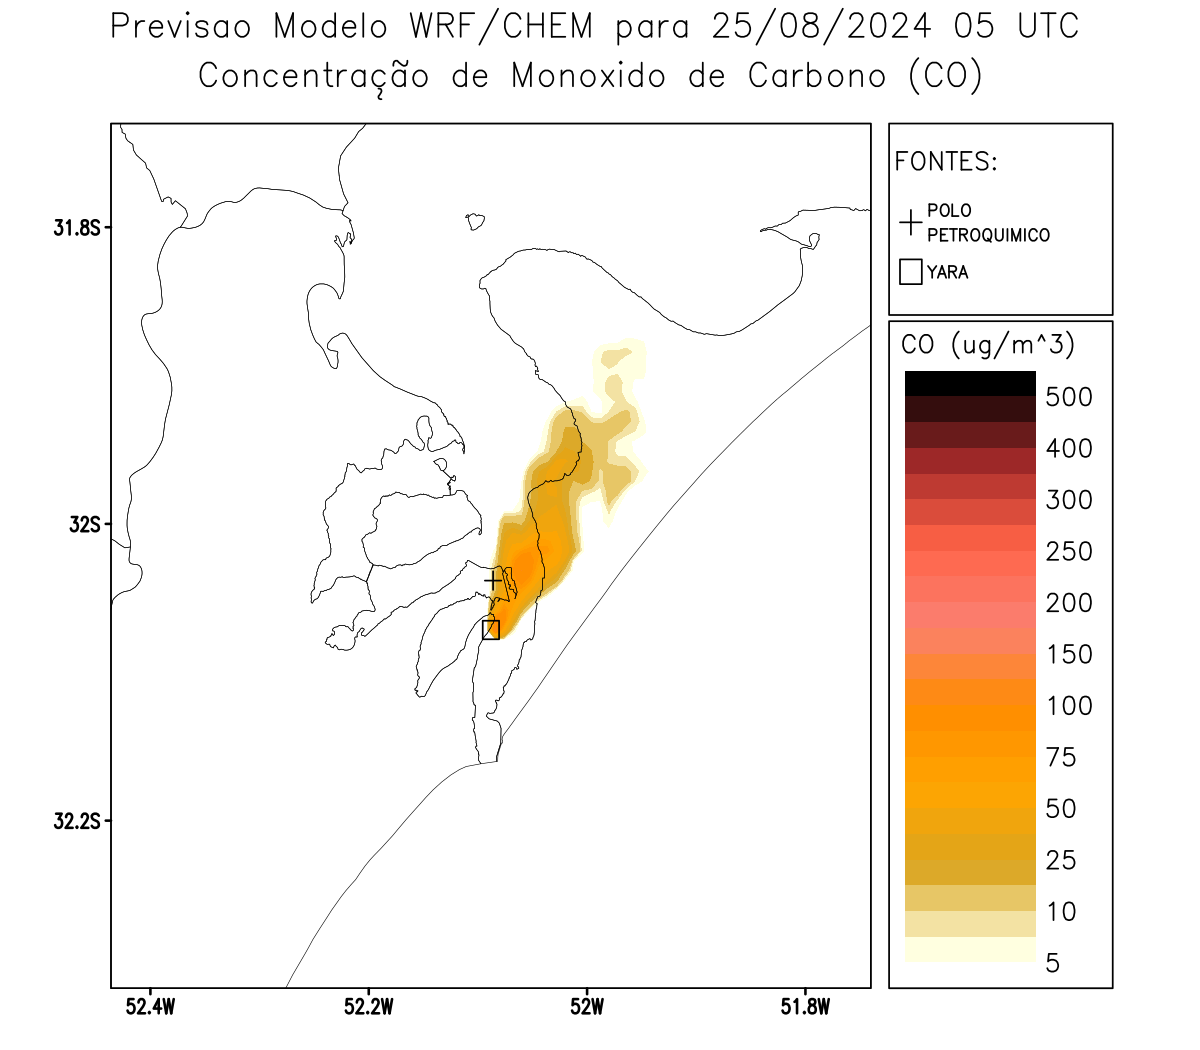 Previsao Modelo WRF/CHEM para 25/08/2024 05 UTC
Concentração de Monoxido de Carbono (CO)
FONTES:
POLO
PETROQUIMICO
YARA
31.8S
32S
32.2S
52.4W
52.2W
52W
51.8W
CO (ug/m^3)
500
400
300
250
200
150
100
75
50
25
10
5